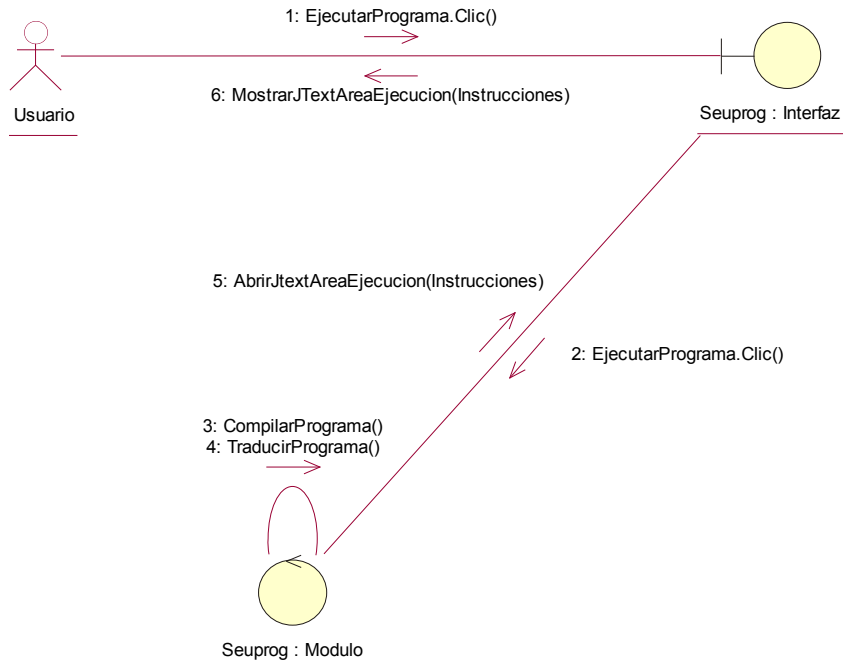 1: EjecutarPrograma.Clic()
6: MostrarJTextAreaEjecucion(Instrucciones)
Usuario
Seuprog : Interfaz
5: AbrirJtextAreaEjecucion(Instrucciones)
2: EjecutarPrograma.Clic()
3: CompilarPrograma()
4: TraducirPrograma()
Seuprog : Modulo